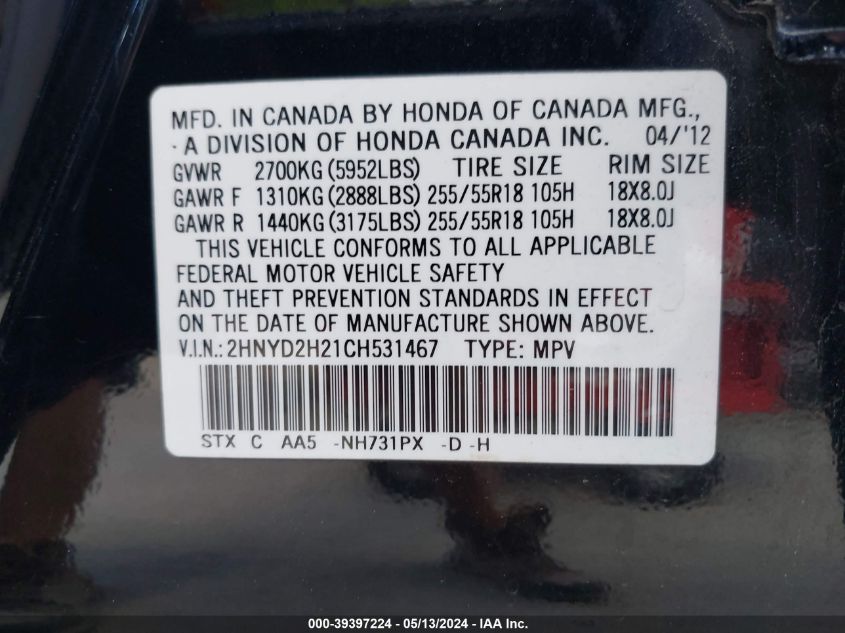 MFD. IN CANADA BY HONDA OF CANADA MFG.,
A DIVISION OF HONDA CANADA INC. 04/'12
GVWR 2700KG (5952LBS) TIRE SIZE RIM SIZE
GAWR F 1310KG (2888LBS) 255/55R18 105H 18X8.0J
GAWR R 1440KG (3175LBS) 255/55R18 105H 18X8.0J
THIS VEHICLE CONFORMS TO ALL APPLICABLE
FEDERAL MOTOR VEHICLE SAFETY
AND THEFT PREVENTION STANDARDS IN EFFECT
ON THE DATE OF MANUFACTURE SHOWN ABOVE.
V.I.N.: 2HNYD2H21CH531467 TYPE: MPV
STX C AA5 -NH731PX -D -H
000-39397224 - 05/13/2024 - IAA Inc.